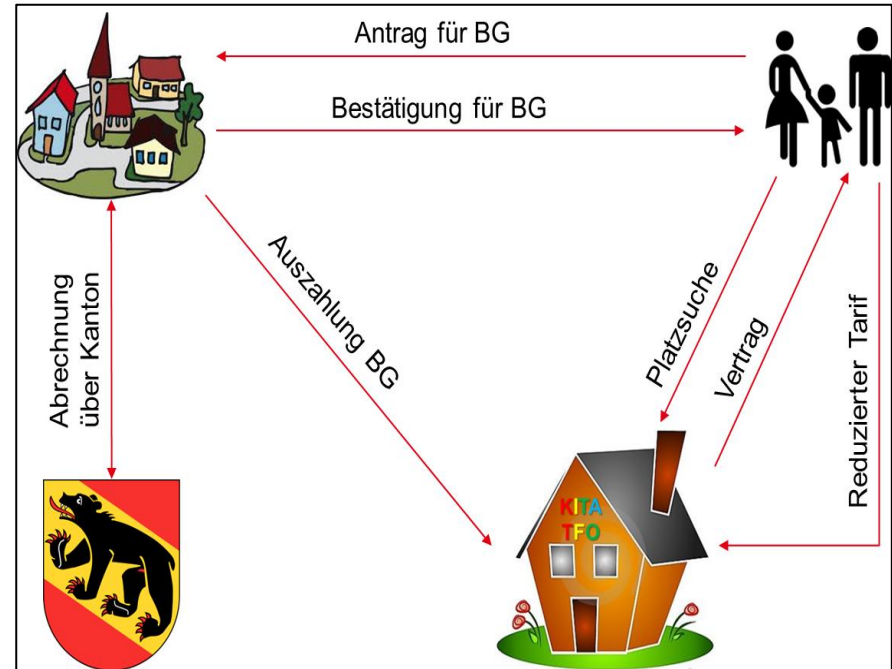 Antrag für BG
Bestätigung für BG
Auszahlung BG
Abrechnung
über Kanton
Platzsuche
Vertrag
Reduzierter Tarif
KITA
TFO